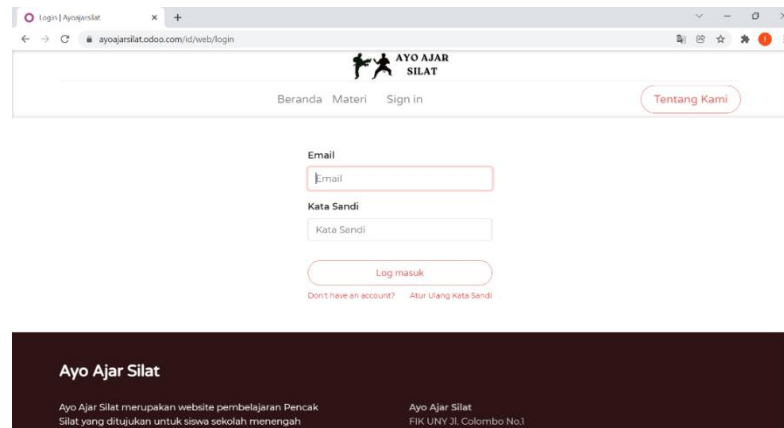 Login | Ayoajarsilat
ayoajarsilat.odoo.com/id/web/login
AYO AJAR
SILAT
Beranda Materi Sign in Tentang Kami
Email
Email
Kata Sandi
Kata Sandi
Log masuk
Don't have an account? Atur Ulang Kata Sandi
Ayo Ajar Silat
Ayo Ajar Silat merupakan website pembelajaran Pencak
Silat yang ditujukan untuk siswa sekolah menengah
Ayo Ajar Silat
FIK UNY Jl. Colombo No.1